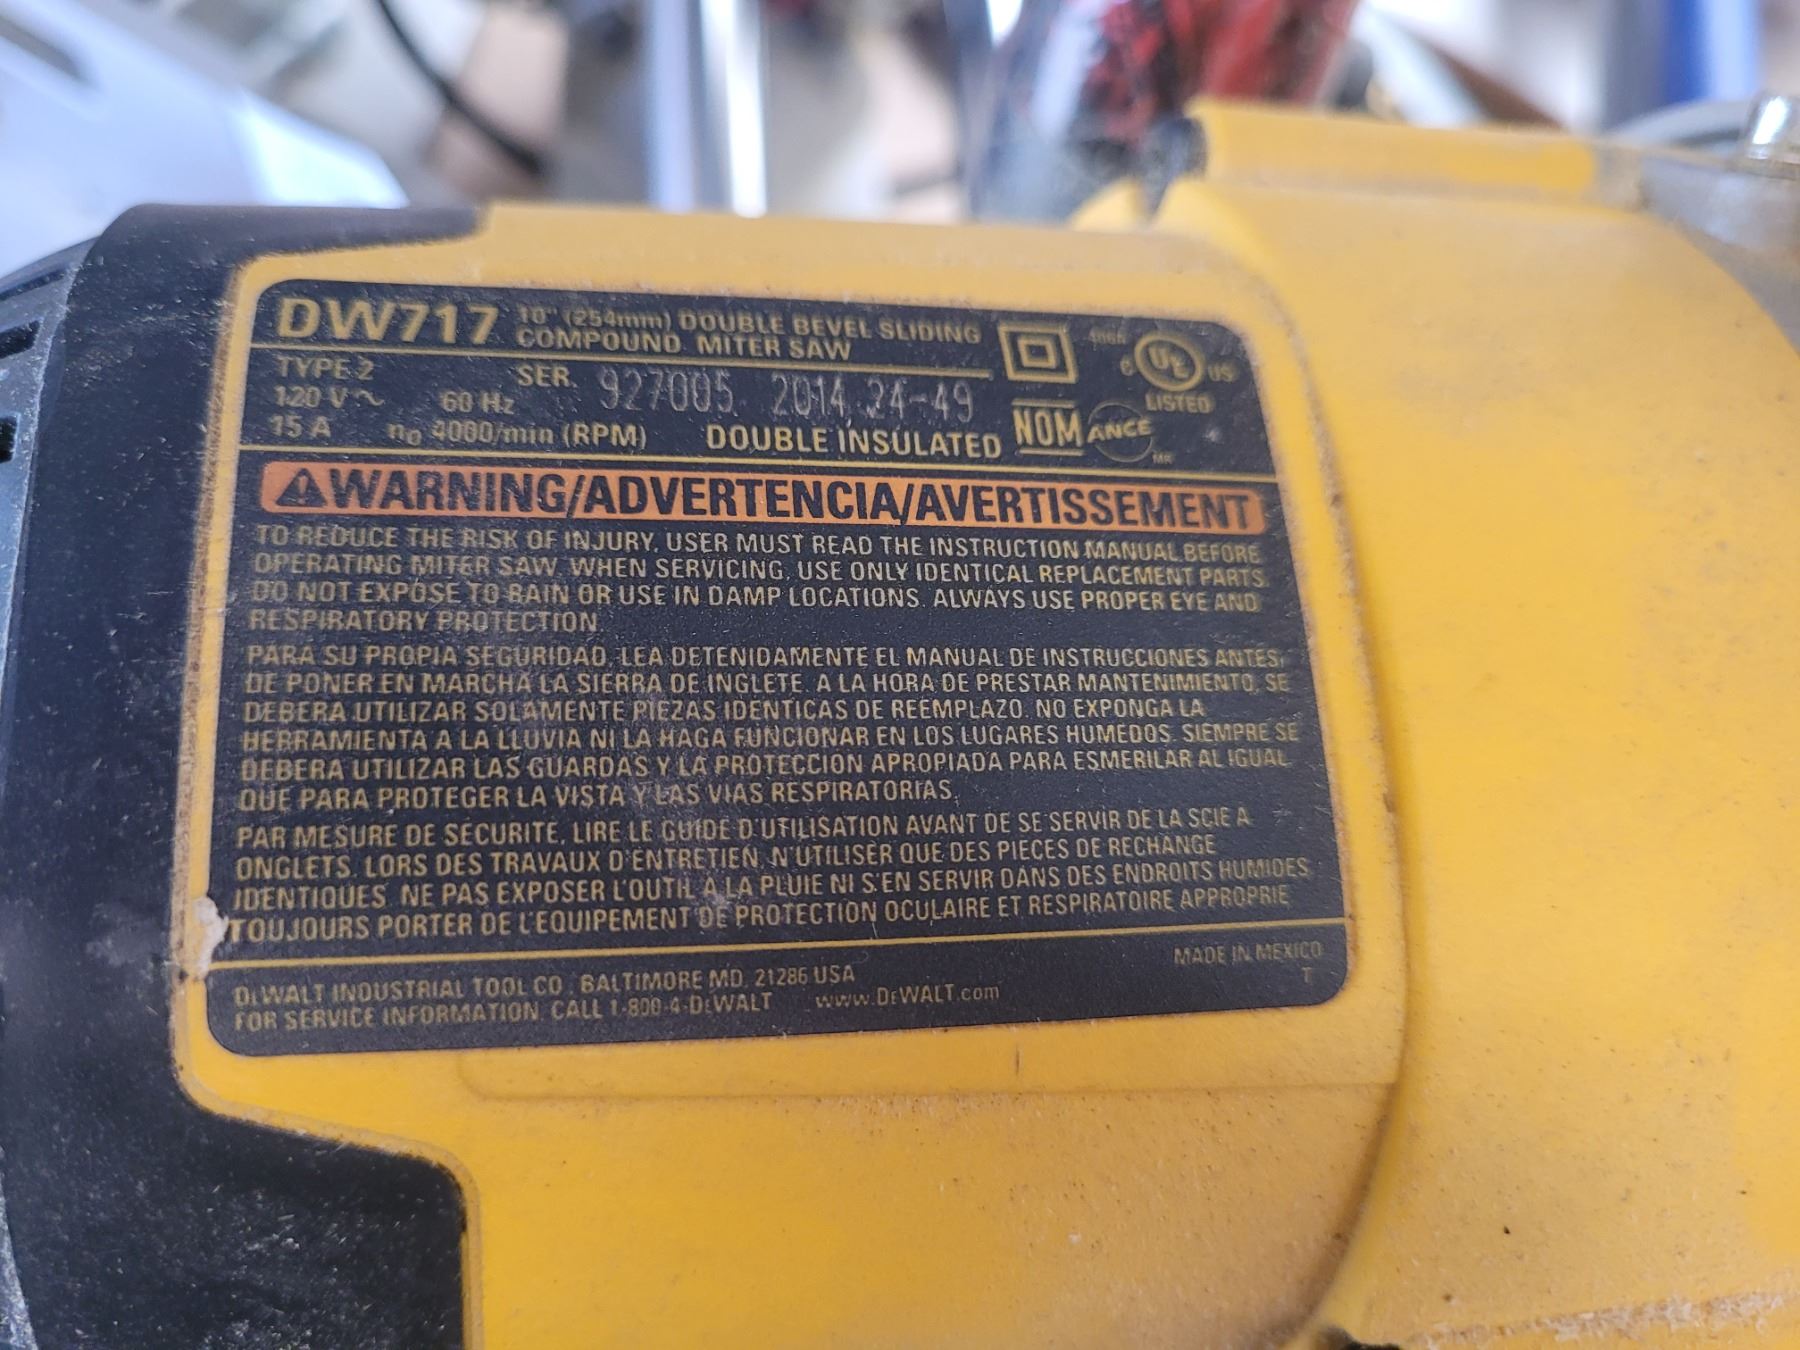 DW717 10" (254mm) DOUBLE BEVEL SLIDING
COMPOUND MITER SAW
TYPE 2
120 V ~ 60 Hz SER. 927005 2014 24-49
15 A n0 4000/min (RPM) DOUBLE INSULATED
C UL US
LISTED
NOM ANCE
MR
WARNING/ADVERTENCIA/AVERTISSEMENT
TO REDUCE THE RISK OF INJURY, USER MUST READ THE INSTRUCTION MANUAL BEFORE
OPERATING MITER SAW. WHEN SERVICING, USE ONLY IDENTICAL REPLACEMENT PARTS.
DO NOT EXPOSE TO RAIN OR USE IN DAMP LOCATIONS. ALWAYS USE PROPER EYE AND
RESPIRATORY PROTECTION
PARA SU PROPIA SEGURIDAD, LEA DETENIDAMENTE EL MANUAL DE INSTRUCCIONES ANTES
DE PONER EN MARCHA LA SIERRA DE INGLETE. A LA HORA DE PRESTAR MANTENIMIENTO, SE
DEBERA UTILIZAR SOLAMENTE PIEZAS IDENTICAS DE REEMPLAZO. NO EXPONGA LA
HERRAMIENTA A LA LLUVIA NI LA HAGA FUNCIONAR EN LOS LUGARES HUMEDOS. SIEMPRE SE
DEBERA UTILIZAR LAS GUARDAS Y LA PROTECCION APROPIADA PARA ESMERILAR AL IGUAL
QUE PARA PROTEGER LA VISTA Y LAS VIAS RESPIRATORIAS.
PAR MESURE DE SECURITE, LIRE LE GUIDE D'UTILISATION AVANT DE SE SERVIR DE LA SCIE A
ONGLETS. LORS DES TRAVAUX D'ENTRETIEN, N'UTILISER QUE DES PIECES DE RECHANGE
IDENTIQUES. NE PAS EXPOSER L'OUTIL A LA PLUIE NI S'EN SERVIR DANS DES ENDROITS HUMIDES
TOUJOURS PORTER DE L'EQUIPEMENT DE PROTECTION OCULAIRE ET RESPIRATOIRE APPROPRIE
DEWALT INDUSTRIAL TOOL CO., BALTIMORE MD, 21286 USA
FOR SERVICE INFORMATION, CALL 1-800-4-DEWALT www.DEWALT.com
MADE IN MEXICO
T